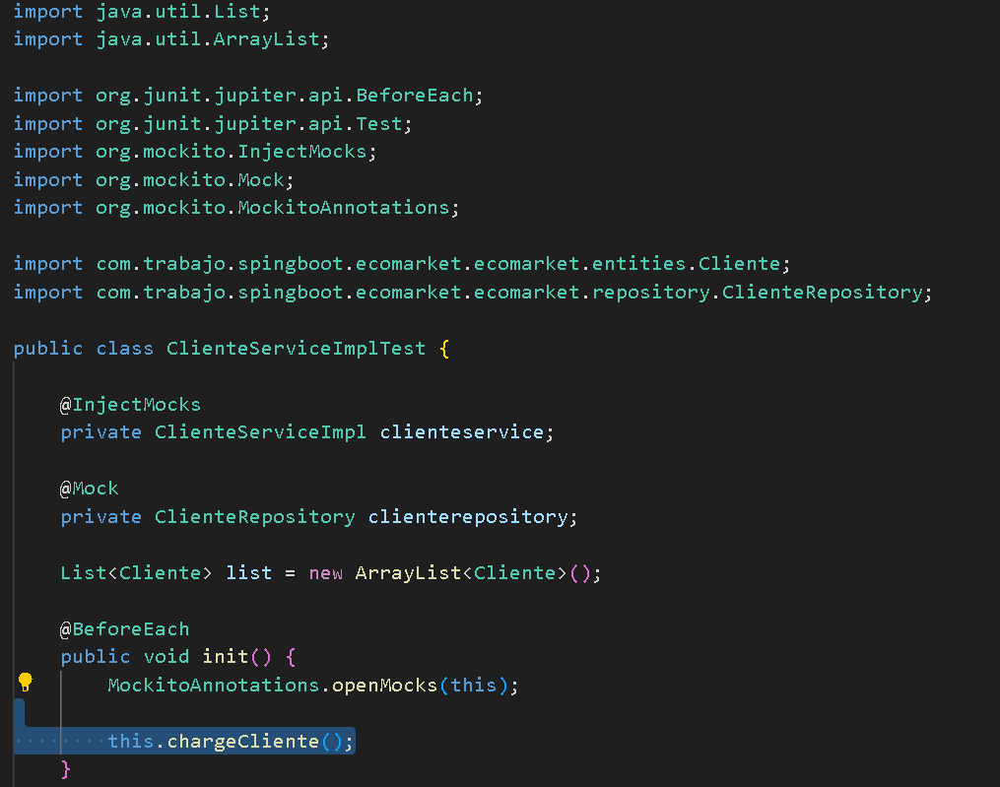 import java.util.List;
import java.util.ArrayList;
import org.junit.jupiter.api.BeforeEach;
import org.junit.jupiter.api.Test;
import org.mockito.InjectMocks;
import org.mockito.Mock;
import org.mockito.MockitoAnnotations;
import com.trabajo.spingboot.ecomarket.ecomarket.entities.Cliente;
import com.trabajo.spingboot.ecomarket.ecomarket.repository.ClienteRepository;
public class ClienteServiceImplTest {
@InjectMocks
private ClienteServiceImpl clienteservice;
@Mock
private ClienteRepository clienterepository;
List<Cliente> list = new ArrayList<Cliente>();
@BeforeEach
public void init() {
MockitoAnnotations.openMocks(this);
this.chargeCliente();
}